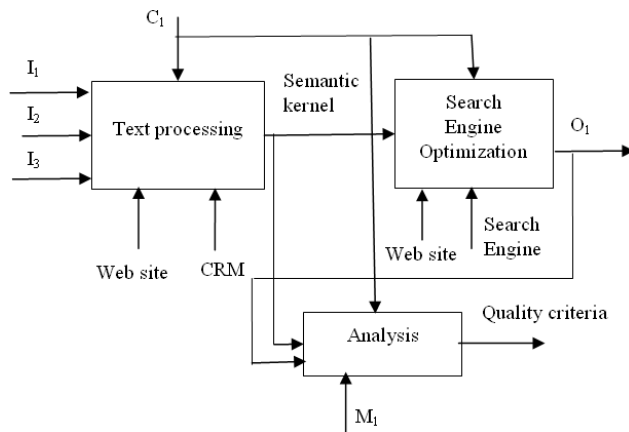 C1
I1
I2
I3
Text processing
Semantic
kernel
Search
Engine
Optimization
O1
Web site
CRM
Web site
Search
Engine
Analysis
Quality criteria
M1